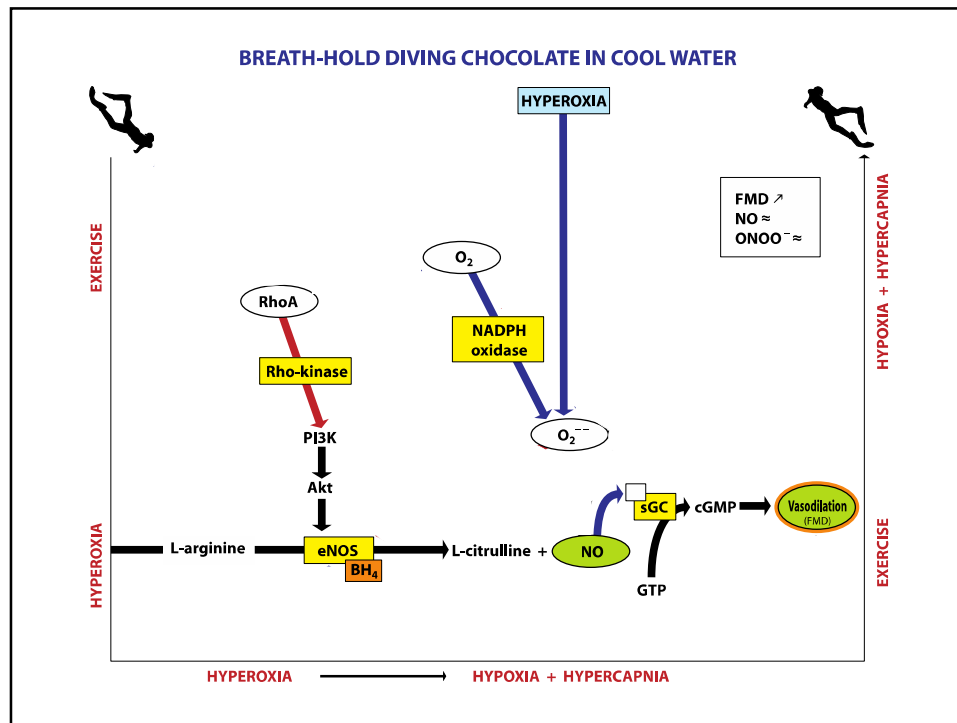 BREATH-HOLD DIVING CHOCOLATE IN COOL WATER
HYPEROXIA
FMD ↗
NO ≈
ONOO⁻ ≈
EXERCISE
HYPOXIA + HYPERCAPNIA
O₂
RhoA
NADPH
oxidase
Rho-kinase
PI3K
O₂⁻⁻
Akt
sGC
cGMP
Vasodilation
(FMD)
HYPEROXIA
L-arginine
eNOS
BH₄
L-citrulline +
NO
GTP
EXERCISE
HYPEROXIA
HYPOXIA + HYPERCAPNIA